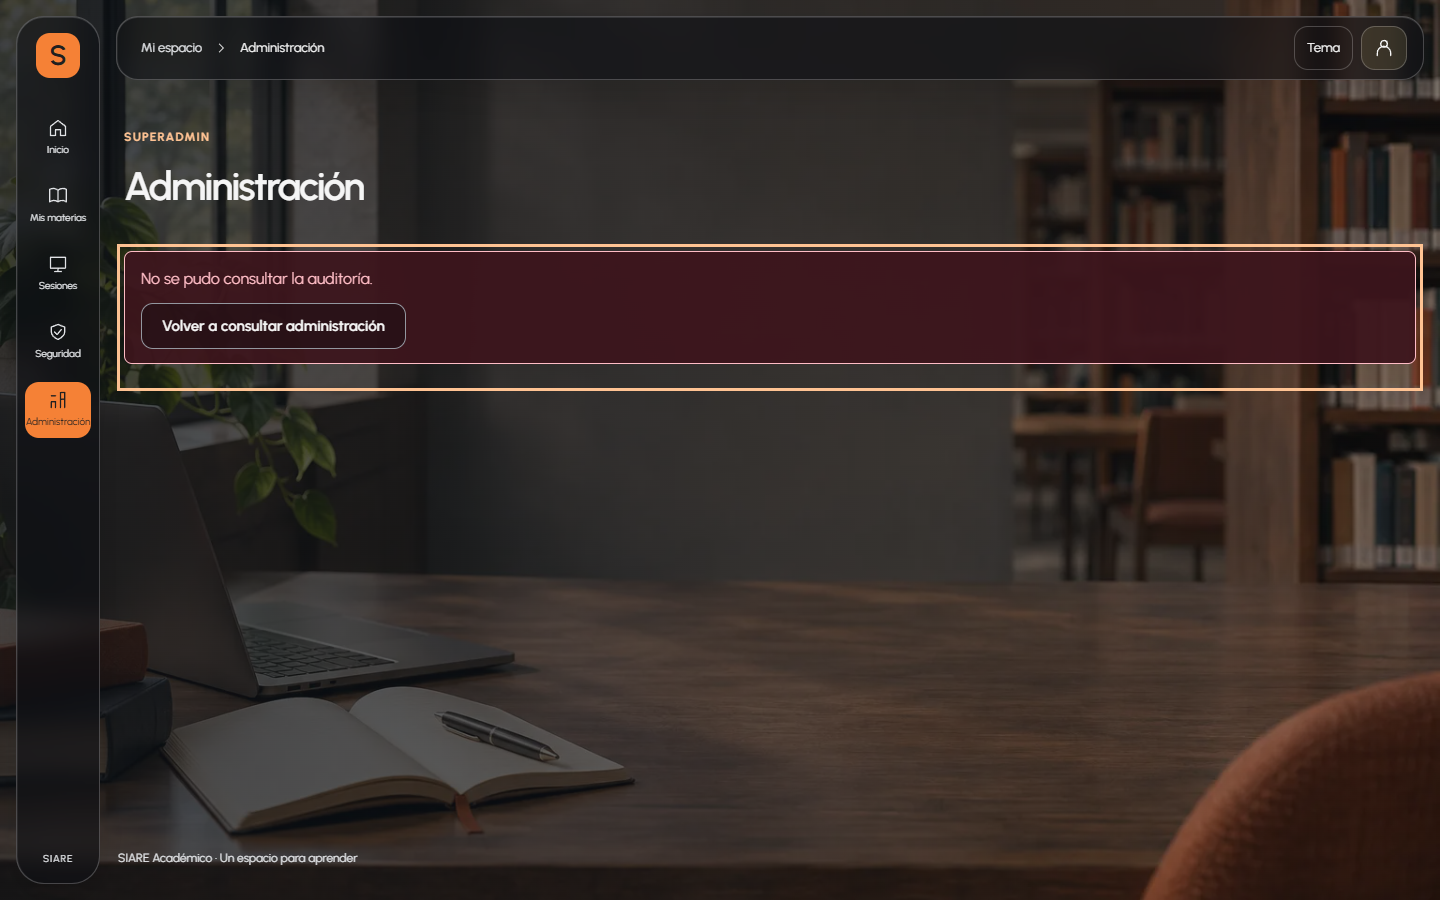 S
Mi espacio
Administración
Tema
Inicio
Mis materias
Sesiones
Seguridad
Administración
SUPERADMIN
Administración
No se pudo consultar la auditoría.
Volver a consultar administración
SIARE
SIARE Académico · Un espacio para aprender